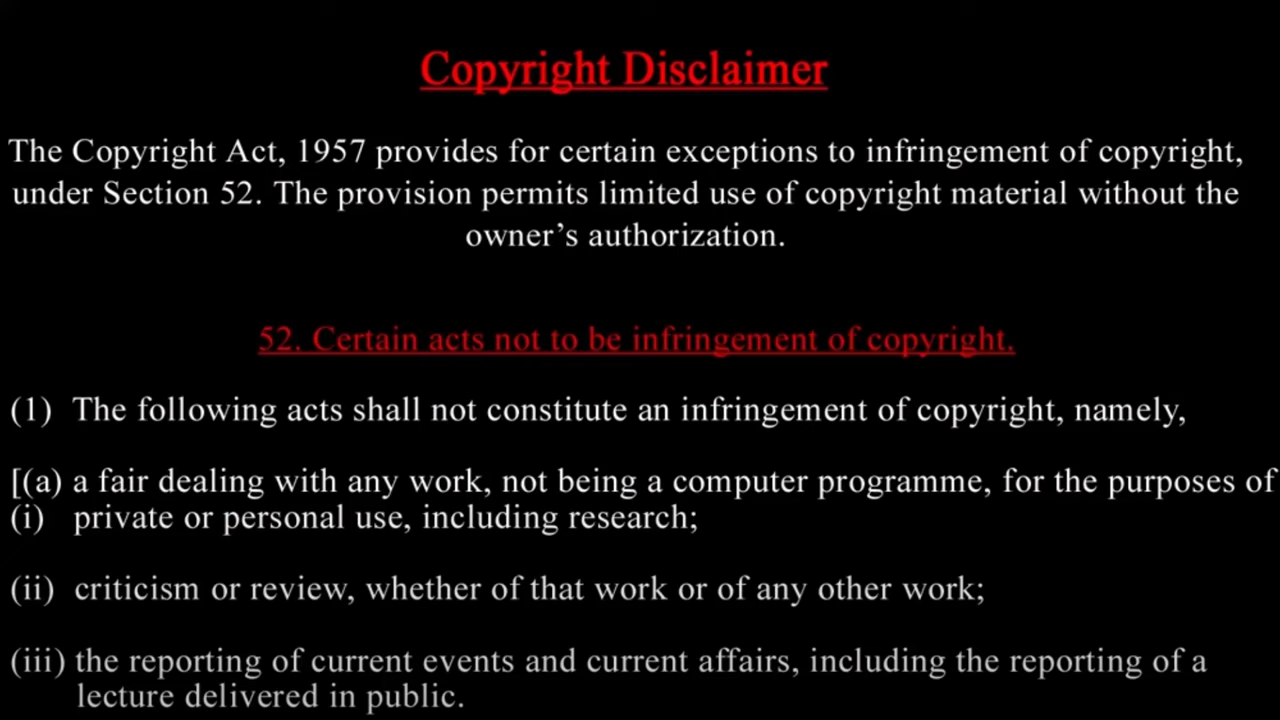 Copyright Disclaimer
The Copyright Act, 1957 provides for certain exceptions to infringement of copyright,
under Section 52. The provision permits limited use of copyright material without the
owner’s authorization.
52. Certain acts not to be infringement of copyright.
(1) The following acts shall not constitute an infringement of copyright, namely,
[(a) a fair dealing with any work, not being a computer programme, for the purposes of
(i) private or personal use, including research;
(ii) criticism or review, whether of that work or of any other work;
(iii) the reporting of current events and current affairs, including the reporting of a
lecture delivered in public.